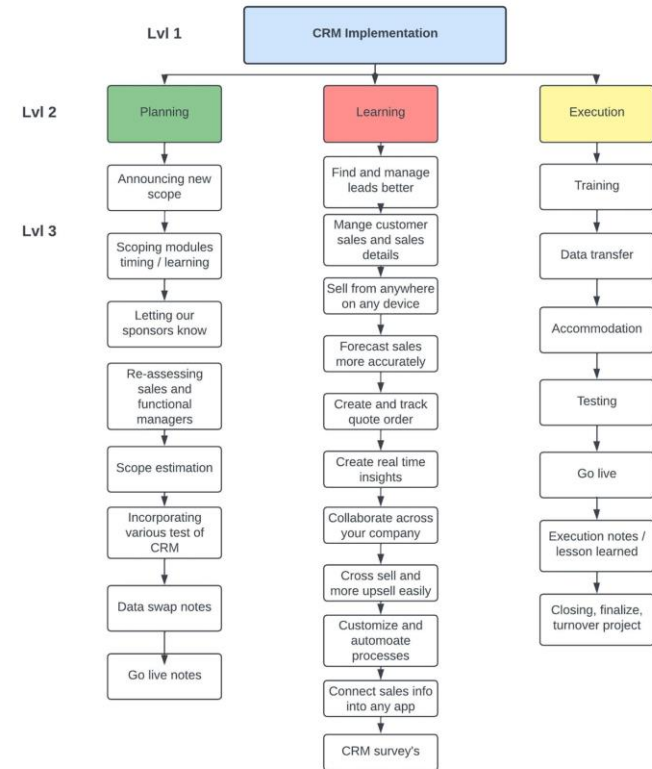 Lvl 1
CRM Implementation
Lvl 2
Planning
Learning
Execution
Lvl 3
Announcing new
scope
Scoping modules
timing / learning
Letting our
sponsors know
Re-assessing
sales and
functional
managers
Scope estimation
Incorporating
various test of
CRM
Data swap notes
Go live notes
Find and manage
leads better
Mange customer
sales and sales
details
Sell from anywhere
on any device
Forecast sales
more accurately
Create and track
quote order
Create real time
insights
Collaborate across
your company
Cross sell and
more upsell easily
Customize and
automoate
processes
Connect sales info
into any app
CRM survey's
Training
Data transfer
Accommodation
Testing
Go live
Execution notes /
lesson learned
Closing, finalize,
turnover project